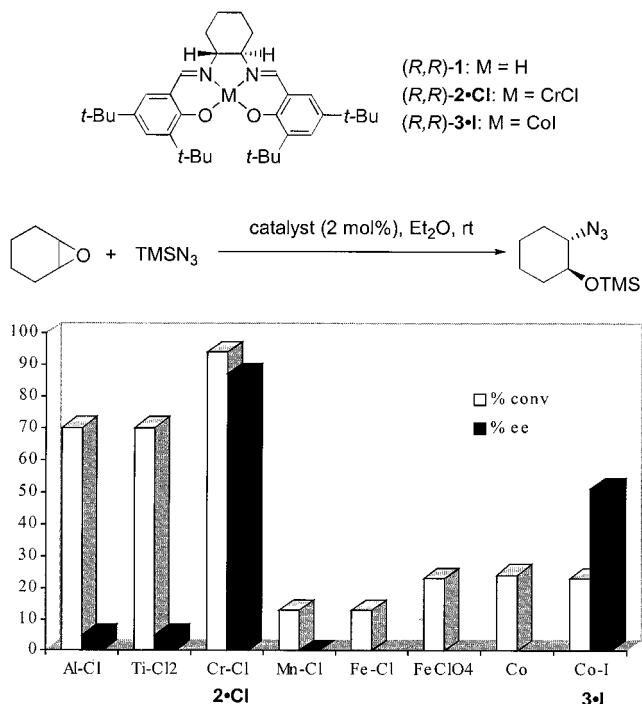 H
H
N
N
M
O
O
t-Bu
t-Bu
t-Bu
t-Bu
(R,R)-1: M = H
(R,R)-2•Cl: M = CrCl
(R,R)-3•I: M = CoI
O
+
TMSN3
catalyst (2 mol%), Et2O, rt
N3
OTMS
100
90
80
70
60
50
40
30
20
10
0
% conv
% ee
Al-Cl Ti-Cl2 Cr-Cl Mn-Cl Fe-Cl FeClO4 Co Co-I
2•Cl 3•I